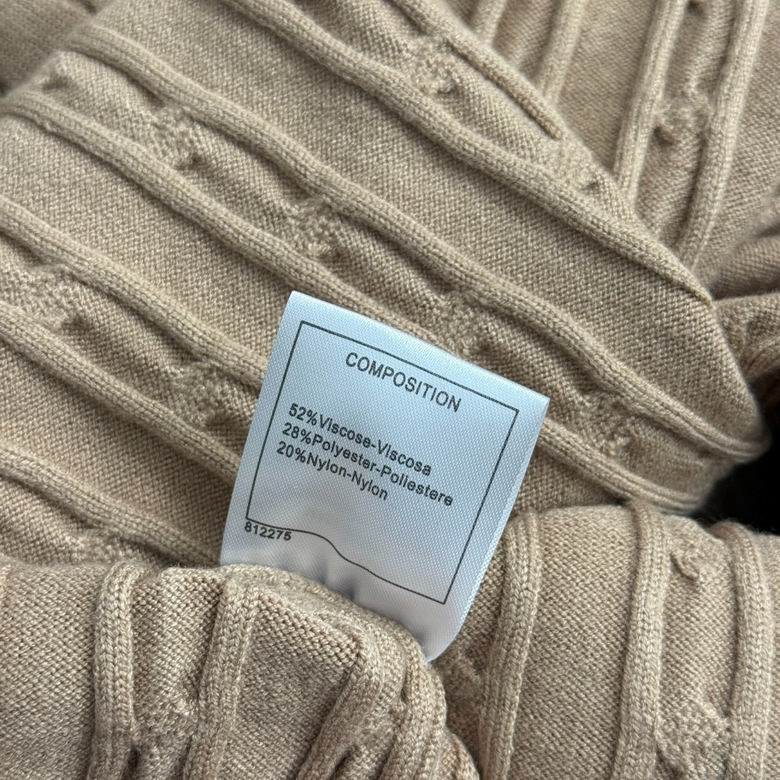 COMPOSITION
52%Viscose-Viscosa
28%Polyester-Poliestere
20%Nylon-Nylon
812275